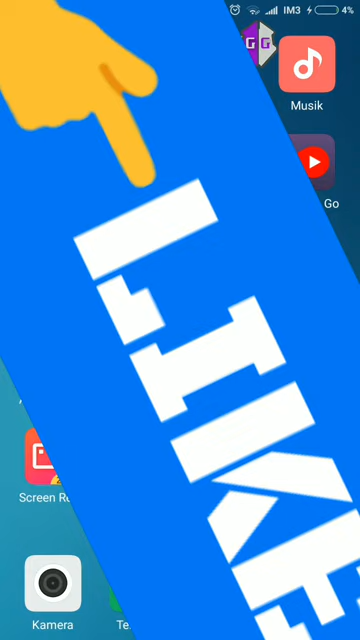 IM3 4%
G G
Musik
Go
LIKE
Screen Re
Kamera
Te